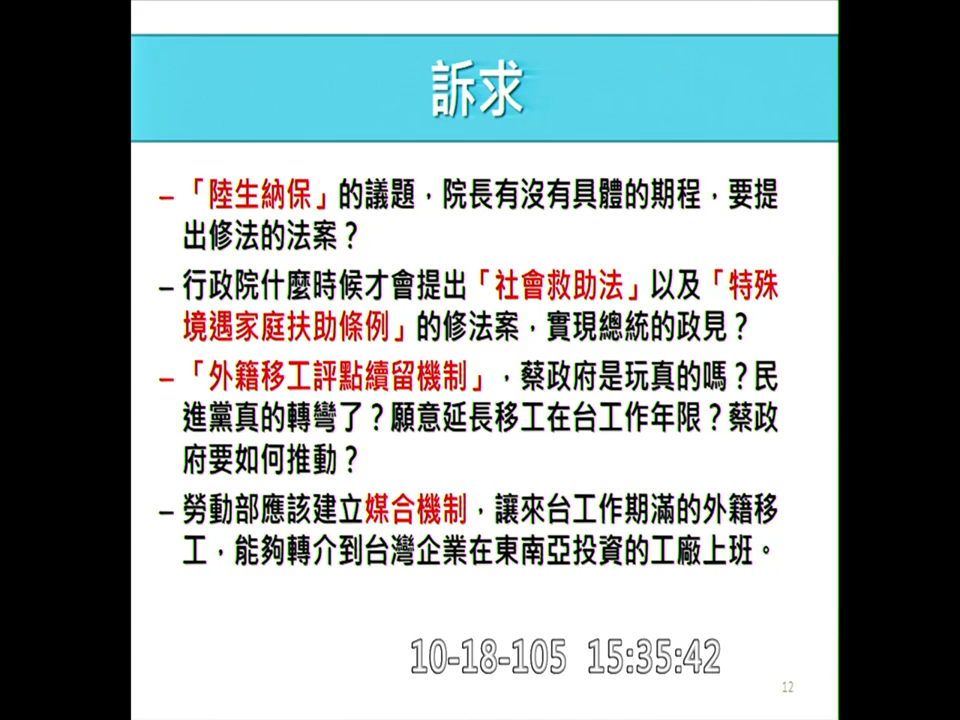 訴求
–「陸生納保」的議題，院長有沒有具體的期程，要提
出修法的法案？
– 行政院什麼時候才會提出「社會救助法」以及「特殊
境遇家庭扶助條例」的修法案，實現總統的政見？
–「外籍移工評點續留機制」，蔡政府是玩真的嗎？民
進黨真的轉彎了？願意延長移工在台工作年限？蔡政
府要如何推動？
– 勞動部應該建立媒合機制，讓來台工作期滿的外籍移
工，能夠轉介到台灣企業在東南亞投資的工廠上班。
10-18-105 15:35:42
12